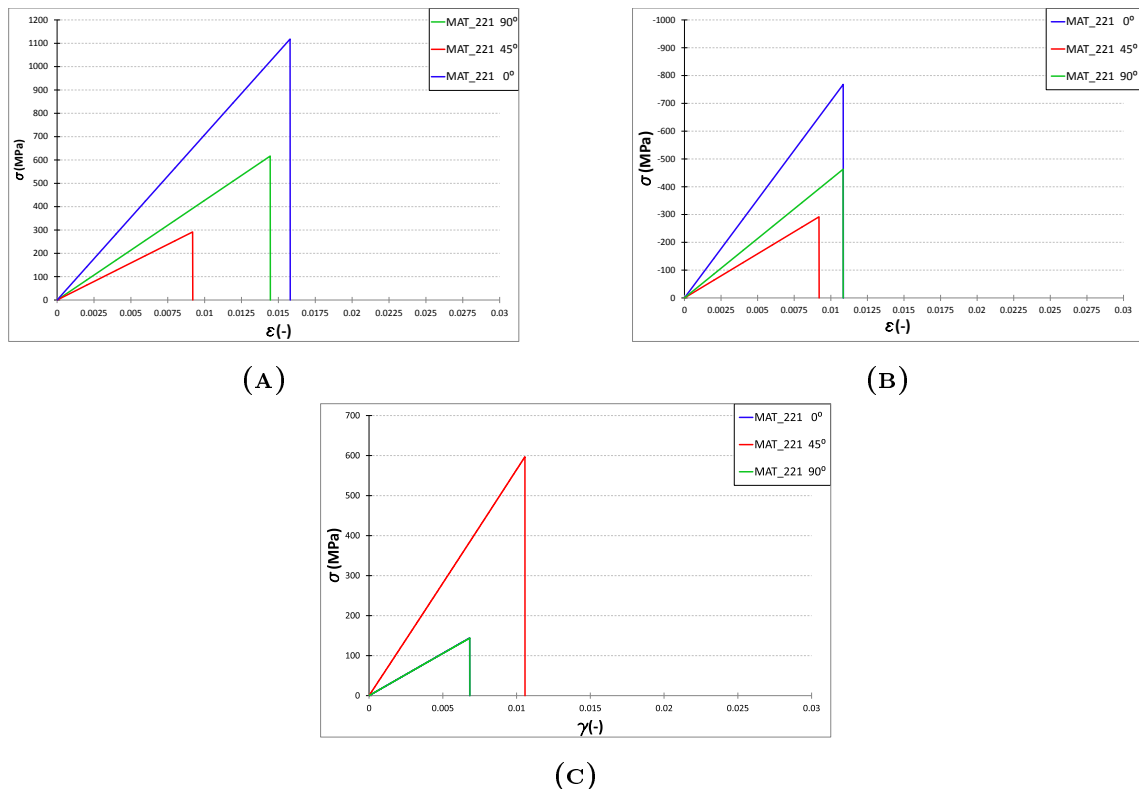 1200
1100
1000
900
800
700
600
500
400
300
200
100
0
σ (MPa)
0 0.0025 0.005 0.0075 0.01 0.0125 0.015 0.0175 0.02 0.0225 0.025 0.0275 0.03
ε(-)
MAT_221 90º
MAT_221 45º
MAT_221 0º
(A)
-1000
-900
-800
-700
-600
-500
-400
-300
-200
-100
0
σ (MPa)
0 0.0025 0.005 0.0075 0.01 0.0125 0.015 0.0175 0.02 0.0225 0.025 0.0275 0.03
ε(-)
MAT_221 0º
MAT_221 45º
MAT_221 90º
(B)
700
600
500
400
300
200
100
0
σ (MPa)
0 0.005 0.01 0.015 0.02 0.025 0.03
γ(-)
MAT_221 0º
MAT_221 45º
MAT_221 90º
(C)